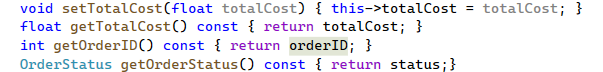 void setTotalCost(float totalCost) { this->totalCost = totalCost; }
float getTotalCost() const { return totalCost; }
int getOrderID() const { return orderID; }
OrderStatus getOrderStatus() const { return status;}